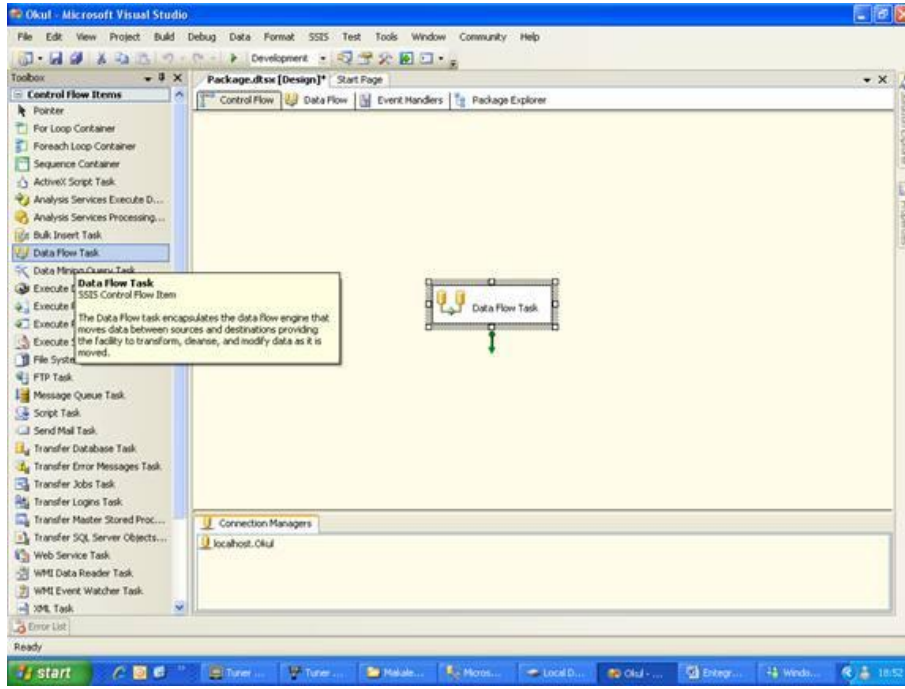 Okul - Microsoft Visual Studio
File Edit View Project Build Debug Data Format SSIS Test Tools Window Community Help
Development
Toolbox
Package.dtsx [Design]* Start Page
Control Flow Items
Control Flow Data Flow Event Handlers Package Explorer
Pointer
For Loop Container
Foreach Loop Container
Sequence Container
ActiveX Script Task
Analysis Services Execute D...
Analysis Services Processing...
Bulk Insert Task
Data Flow Task
Data Mining Query Task
Execute
Execute
Execute
Execute
File Syste
Data Flow Task
SSIS Control Flow Item
The Data Flow task encapsulates the data flow engine that
moves data between sources and destinations providing
the facility to transform, cleanse, and modify data as it is
moved.
Data Flow Task
FTP Task
Message Queue Task
Script Task
Send Mail Task
Transfer Database Task
Transfer Error Messages Task
Transfer Jobs Task
Transfer Logins Task
Transfer Master Stored Proc...
Transfer SQL Server Objects...
Web Service Task
WMI Data Reader Task
WMI Event Watcher Task
XML Task
Connection Managers
localhost.Okul
Properties
Error List
Ready
start Tuner ... Tuner ... Makale... Micros... Local D... Okul - ... Entegr... Windo... 18:52